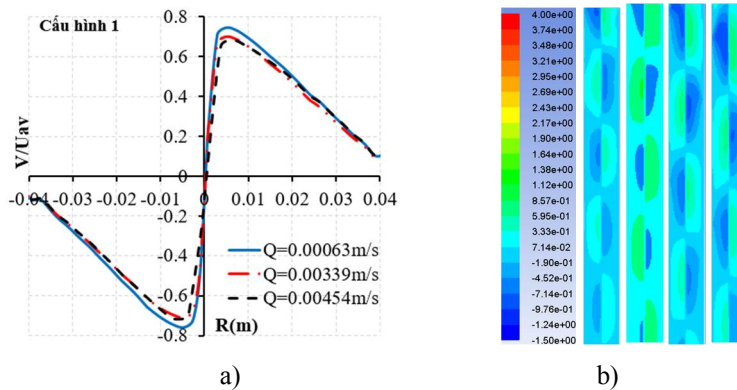 Cấu hình 1
0.8
0.6
0.4
0.2
0
-0.2
-0.4
-0.6
-0.8
V/Uav
-0.04 -0.03 -0.02 -0.01 0 0.01 0.02 0.03 0.04
R(m)
Q=0.00063m/s
Q=0.00339m/s
Q=0.00454m/s
a)
4.00e+00
3.74e+00
3.48e+00
3.21e+00
2.95e+00
2.69e+00
2.43e+00
2.17e+00
1.90e+00
1.64e+00
1.38e+00
1.12e+00
8.57e-01
5.95e-01
3.33e-01
7.14e-02
-1.90e-01
-4.52e-01
-7.14e-01
-9.76e-01
-1.24e+00
-1.50e+00
b)